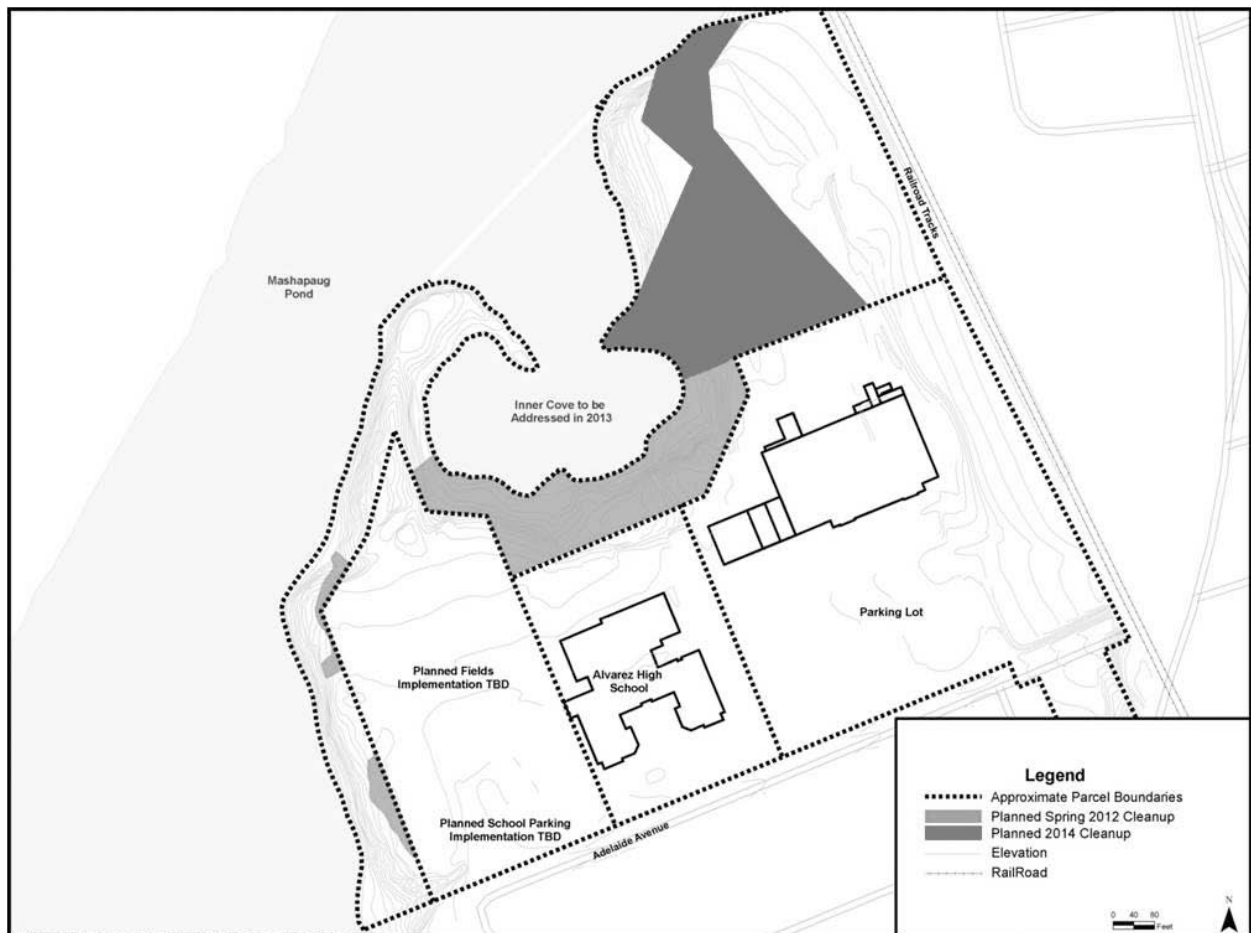 Railroad Tracks
Mashapaug
Pond
Inner Cove to be
Addressed in 2013
Parking Lot
Planned Fields
Implementation TBD
Alvarez High
School
Planned School Parking
Implementation TBD
Adelaide Avenue
Legend
Approximate Parcel Boundaries
Planned Spring 2012 Cleanup
Planned 2014 Cleanup
Elevation
RailRoad
N
0 40 80
Feet